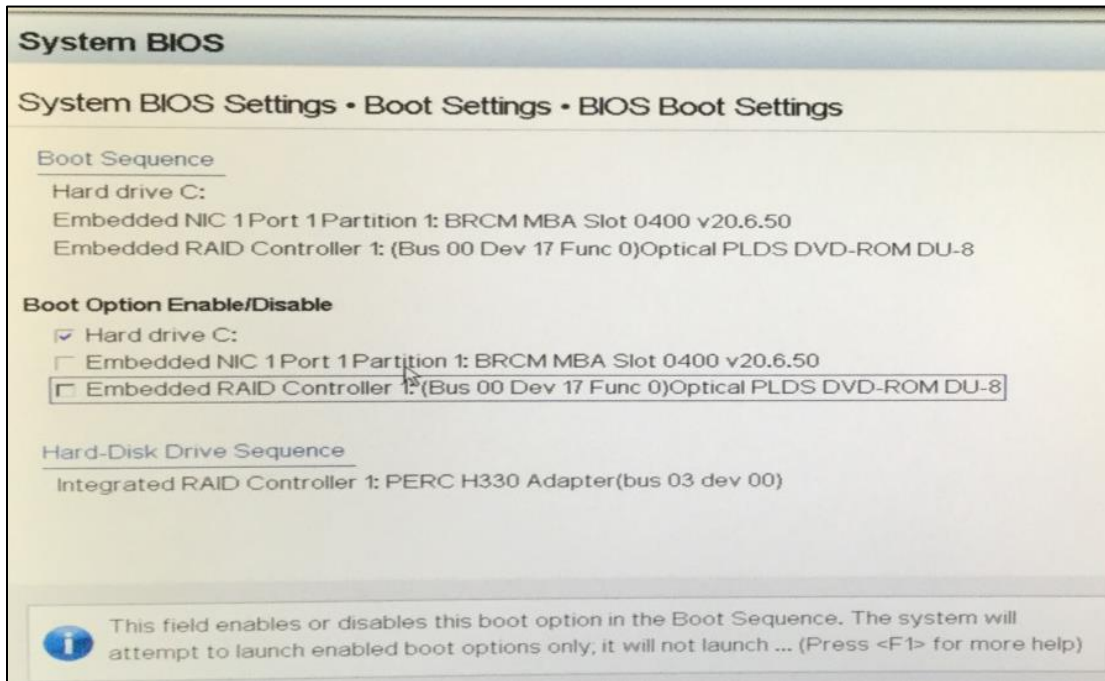 System BIOS
System BIOS Settings • Boot Settings • BIOS Boot Settings
Boot Sequence
Hard drive C:
Embedded NIC 1 Port 1 Partition 1: BRCM MBA Slot 0400 v20.6.50
Embedded RAID Controller 1: (Bus 00 Dev 17 Func 0)Optical PLDS DVD-ROM DU-8
Boot Option Enable/Disable
Hard drive C:
Embedded NIC 1 Port 1 Partition 1: BRCM MBA Slot 0400 v20.6.50
Embedded RAID Controller 1: (Bus 00 Dev 17 Func 0)Optical PLDS DVD-ROM DU-8
Hard-Disk Drive Sequence
Integrated RAID Controller 1: PERC H330 Adapter(bus 03 dev 00)
This field enables or disables this boot option in the Boot Sequence. The system will
attempt to launch enabled boot options only; it will not launch ... (Press <F1> for more help)